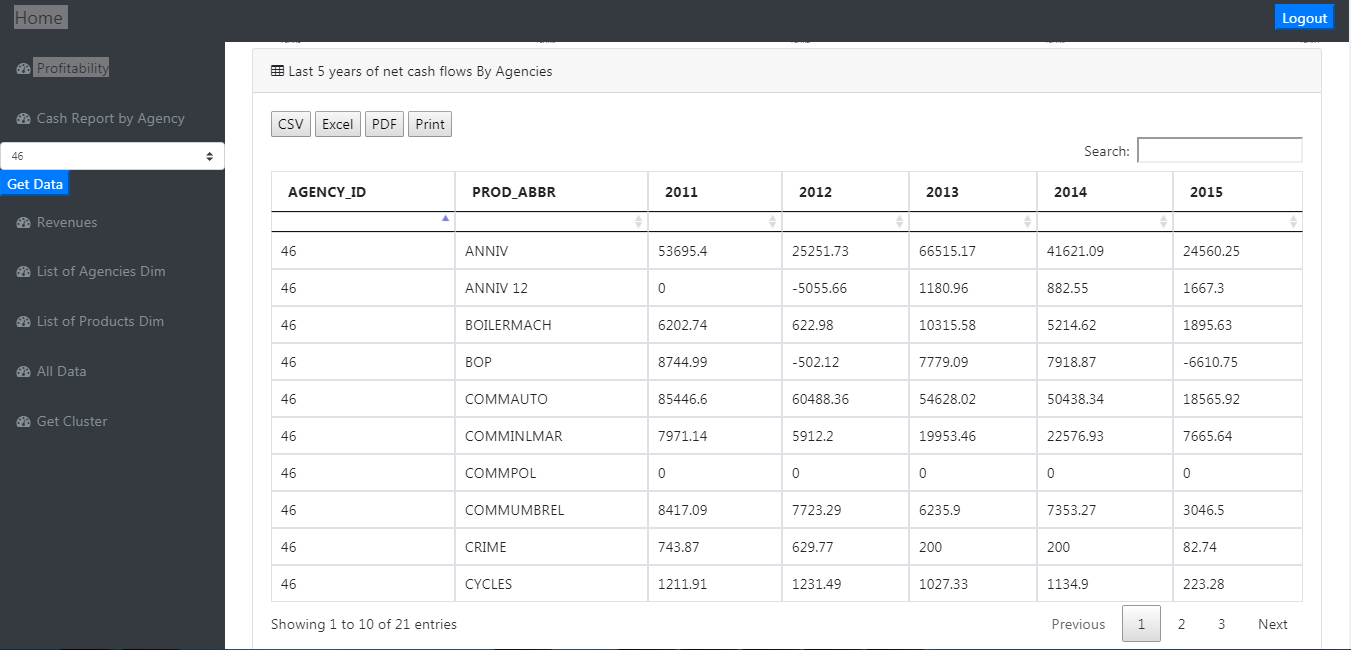 Home
Logout
Profitability
Cash Report by Agency
46
Get Data
Revenues
List of Agencies Dim
List of Products Dim
All Data
Get Cluster
Last 5 years of net cash flows By Agencies
CSV Excel PDF Print
Search:
AGENCY_ID PROD_ABBR 2011 2012 2013 2014 2015
46 ANNIV 53695.4 25251.73 66515.17 41621.09 24560.25
46 ANNIV 12 0 -5055.66 1180.96 882.55 1667.3
46 BOILERMACH 6202.74 622.98 10315.58 5214.62 1895.63
46 BOP 8744.99 -502.12 7779.09 7918.87 -6610.75
46 COMMAUTO 85446.6 60488.36 54628.02 50438.34 18565.92
46 COMMINLMAR 7971.14 5912.2 19953.46 22576.93 7665.64
46 COMMPOL 0 0 0 0 0
46 COMMUMBREL 8417.09 7723.29 6235.9 7353.27 3046.5
46 CRIME 743.87 629.77 200 200 82.74
46 CYCLES 1211.91 1231.49 1027.33 1134.9 223.28
Showing 1 to 10 of 21 entries
Previous 1 2 3 Next